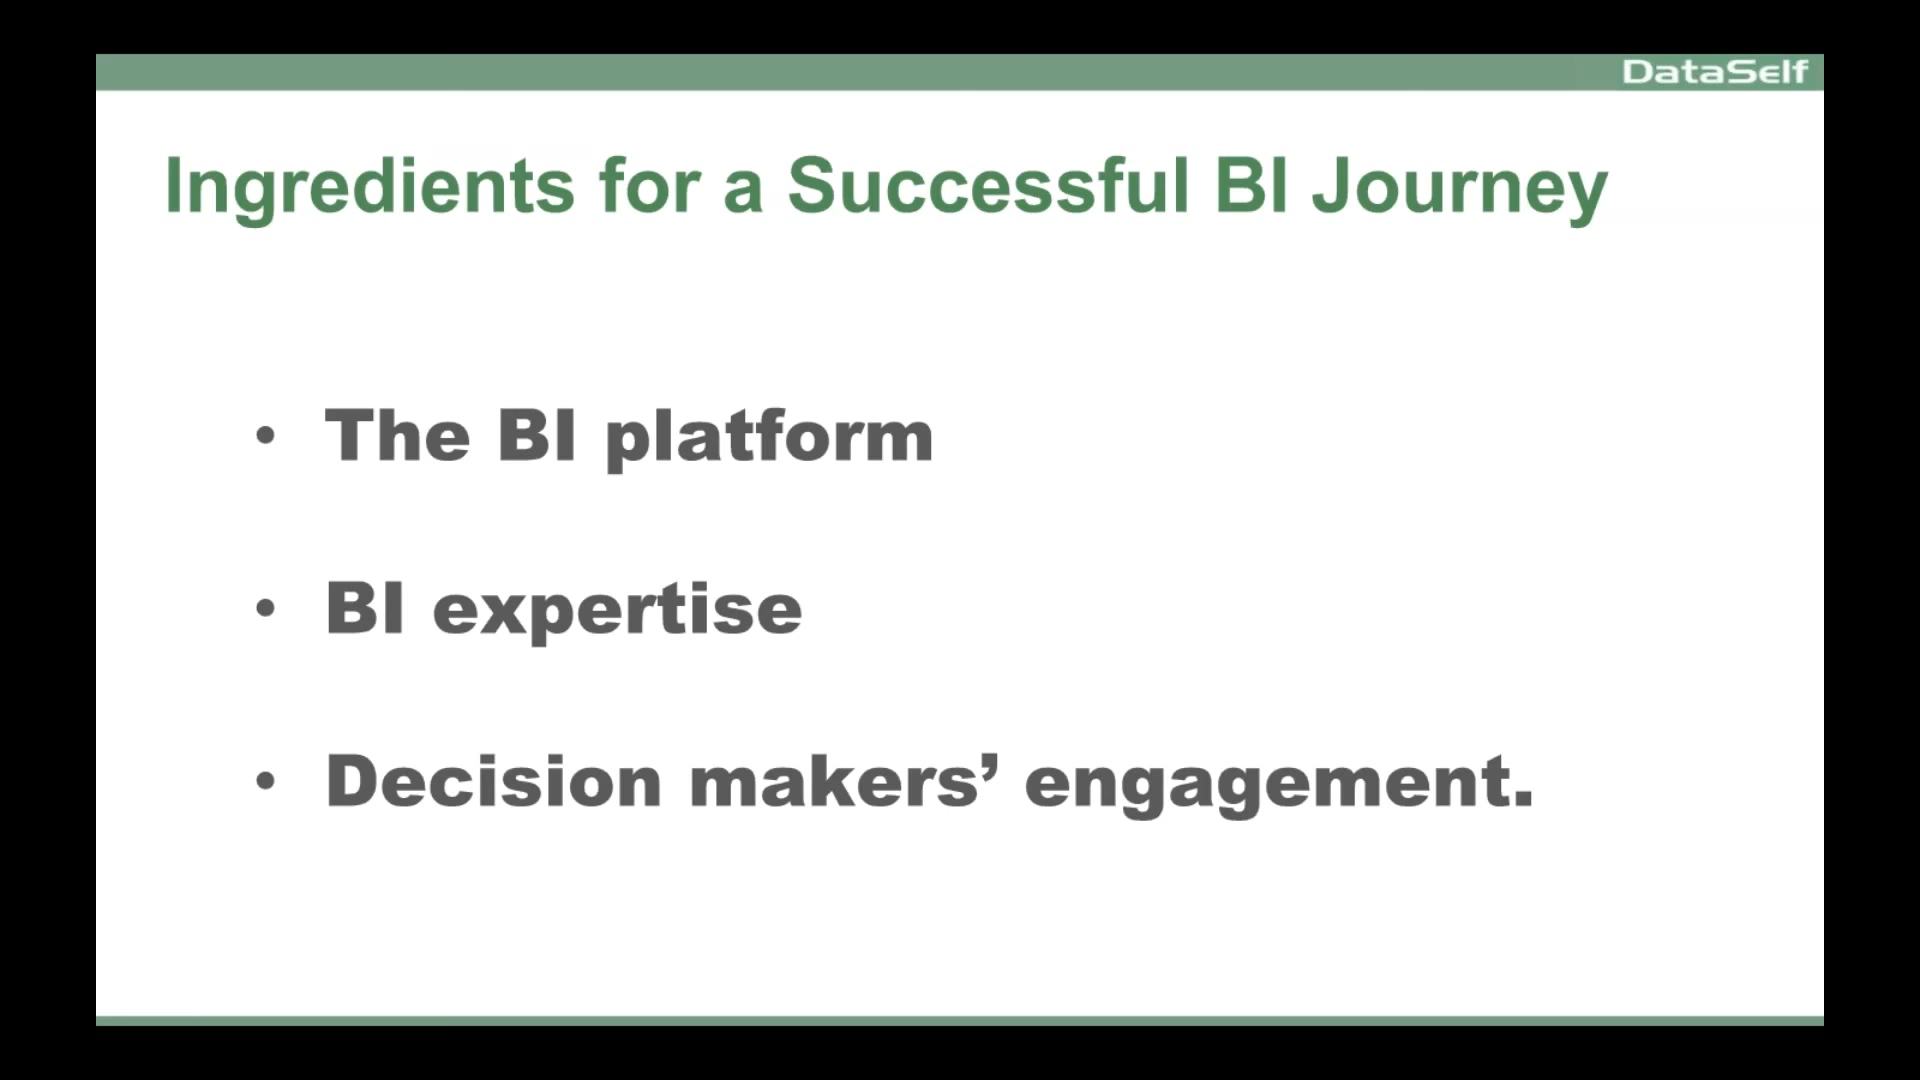 DataSelf
Ingredients for a Successful BI Journey
• The BI platform
• BI expertise
• Decision makers’ engagement.